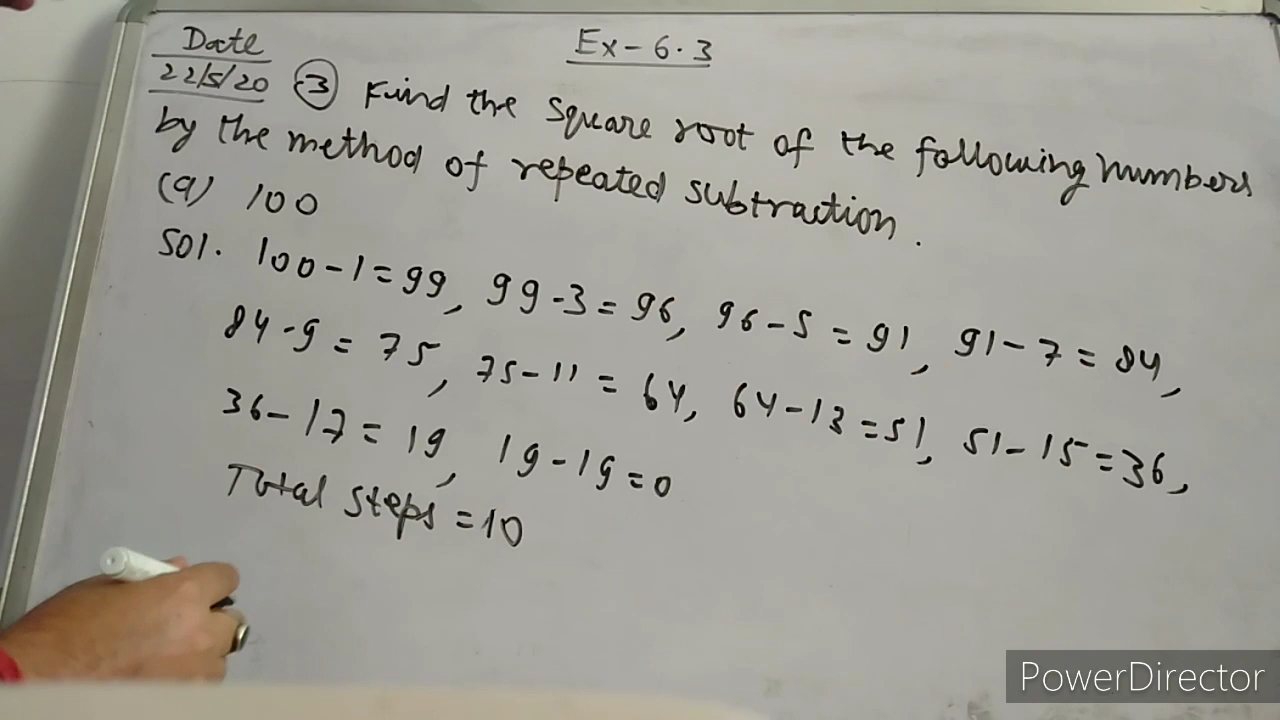 Date
22/5/20
Ex-6.3
③ Find the square root of the following numbers
by the method of repeated subtraction.
(a) 100
Sol. 100-1=99, 99-3=96, 96-5=91, 91-7=84,
84-9=75, 75-11=64, 64-13=51, 51-15=36,
36-17=19, 19-19=0
Total steps=10
PowerDirector